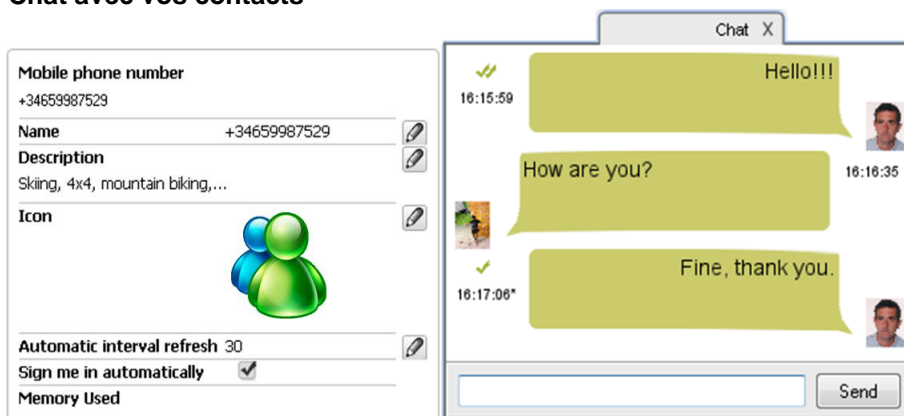 Chat avec vos contacts
Mobile phone number
+34659987529
Name +34659987529
Description
Skiing, 4x4, mountain biking,...
Icon
Automatic interval refresh 30
Sign me in automatically
Memory Used
Chat X
Hello!!!
16:15:59
How are you?
16:16:35
Fine, thank you.
16:17:06*
Send